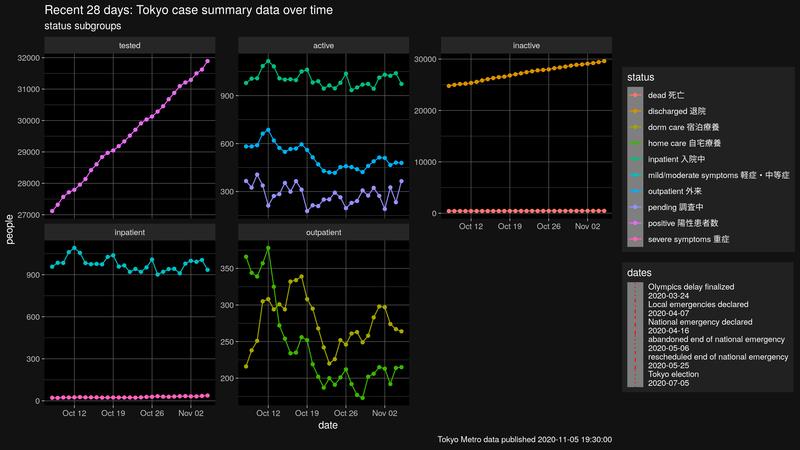 Recent 28 days: Tokyo case summary data over time
status subgroups
tested
active
inactive
32000
31000
30000
29000
28000
27000
900
600
300
30000
20000
10000
0
Oct 12
Oct 19
Oct 26
Nov 02
people
inpatient
outpatient
900
600
300
0
350
300
250
200
Oct 12
Oct 19
Oct 26
Nov 02
Oct 12
Oct 19
Oct 26
Nov 02
date
status
dead 死亡
discharged 退院
dorm care 宿泊療養
home care 自宅療養
inpatient 入院中
mild/moderate symptoms 軽症・中等症
outpatient 外来
pending 調査中
positive 陽性患者数
severe symptoms 重症
dates
Olympics delay finalized
2020-03-24
Local emergencies declared
2020-04-07
National emergency declared
2020-04-16
abandoned end of national emergency
2020-05-06
rescheduled end of national emergency
2020-05-25
Tokyo election
2020-07-05
Tokyo Metro data published 2020-11-05 19:30:00